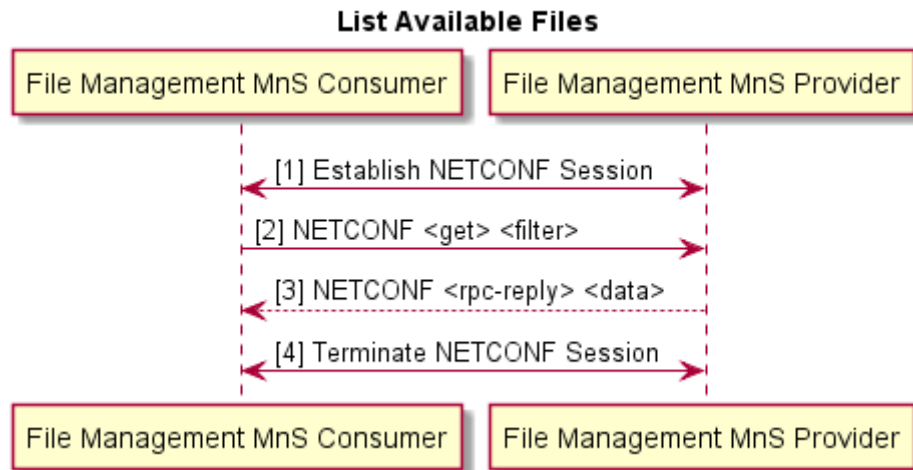 List Available Files
File Management MnS Consumer
File Management MnS Provider
[1] Establish NETCONF Session
[2] NETCONF <get> <filter>
[3] NETCONF <rpc-reply> <data>
[4] Terminate NETCONF Session
File Management MnS Consumer
File Management MnS Provider